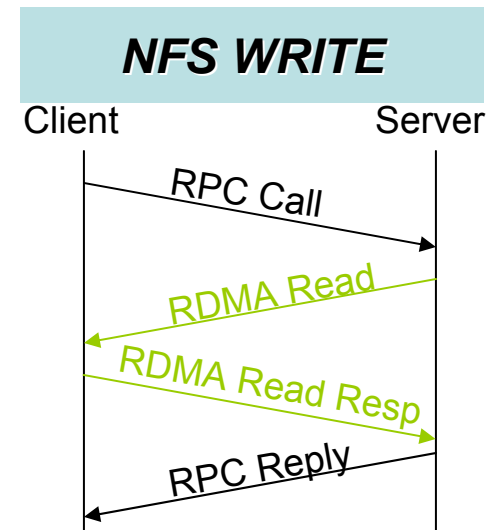 NFS WRITE
Client Server
RPC Call
RDMA Read
RDMA Read Resp
RPC Reply